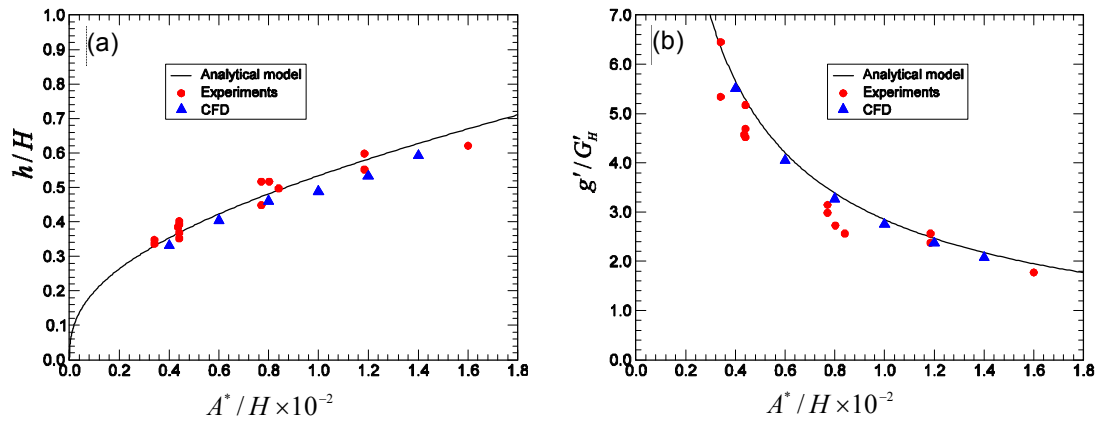 (a)
1.0
0.9
0.8
0.7
0.6
0.5
0.4
0.3
0.2
0.1
0.0
h/H
Analytical model
Experiments
CFD
0.0 0.2 0.4 0.6 0.8 1.0 1.2 1.4 1.6 1.8
A* / H × 10⁻²
(b)
7.0
6.0
5.0
4.0
3.0
2.0
1.0
0.0
g'/G'_H
Analytical model
Experiments
CFD
0.0 0.2 0.4 0.6 0.8 1.0 1.2 1.4 1.6 1.8
A* / H × 10⁻²